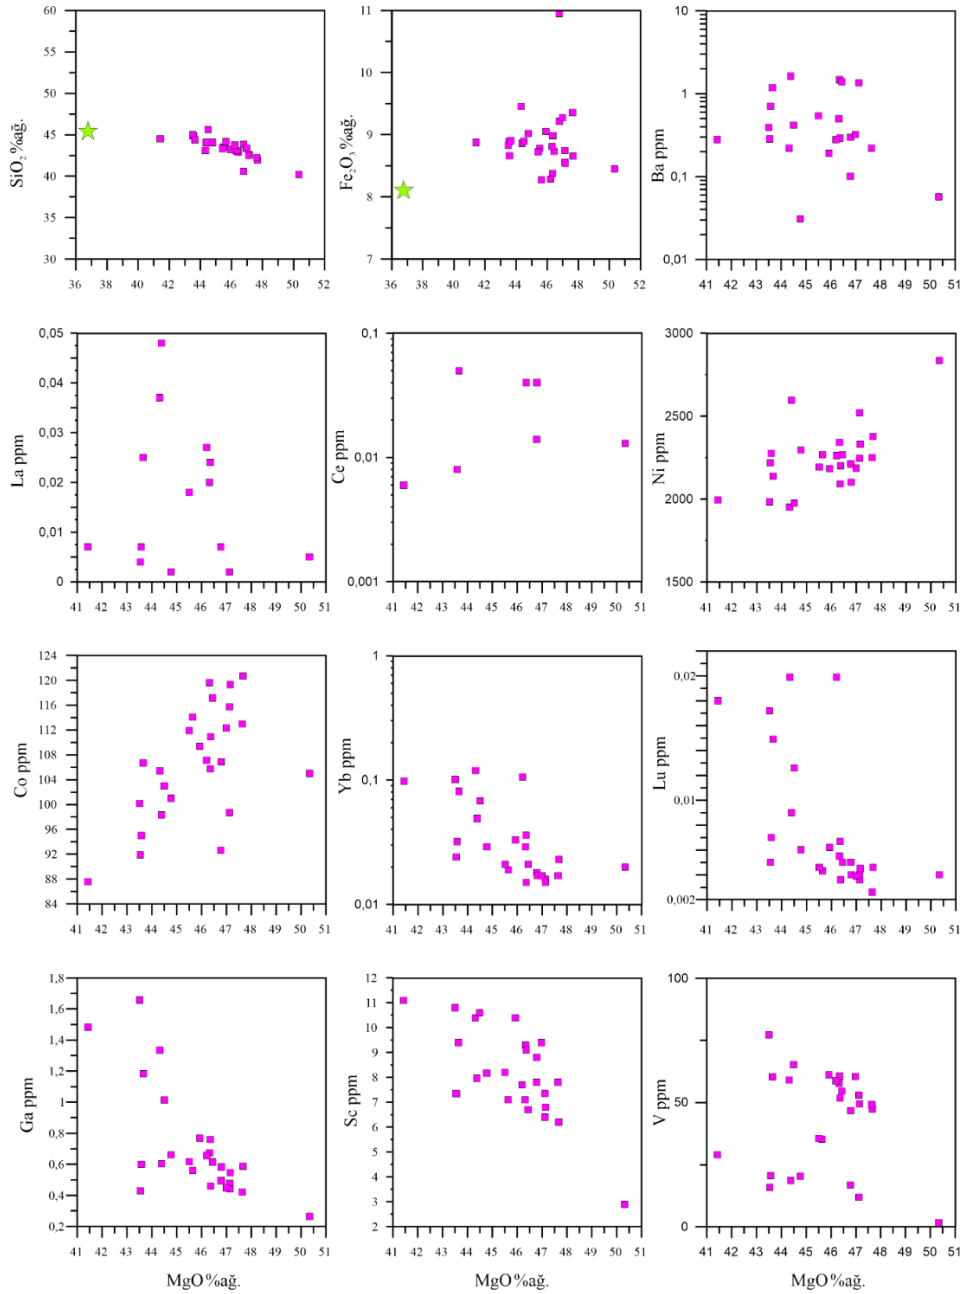 SiO₂ %ağ.
60
55
50
45
40
35
30
36 38 40 42 44 46 48 50 52
Fe₂O₃ %ağ.
11
10
9
8
7
36 38 40 42 44 46 48 50 52
Ba ppm
10
1
0,1
0,01
41 42 43 44 45 46 47 48 49 50 51
La ppm
0,05
0,04
0,03
0,02
0,01
0
41 42 43 44 45 46 47 48 49 50 51
Ce ppm
0,1
0,01
0,001
41 42 43 44 45 46 47 48 49 50 51
Ni ppm
3000
2500
2000
1500
41 42 43 44 45 46 47 48 49 50 51
Co ppm
124
120
116
112
108
104
100
96
92
88
84
41 42 43 44 45 46 47 48 49 50 51
Yb ppm
1
0,1
0,01
41 42 43 44 45 46 47 48 49 50 51
Lu ppm
0,02
0,01
0,002
41 42 43 44 45 46 47 48 49 50 51
Ga ppm
1,8
1,6
1,4
1,2
1
0,8
0,6
0,4
0,2
41 42 43 44 45 46 47 48 49 50 51
MgO %ağ.
Sc ppm
12
11
10
9
8
7
6
5
4
3
2
41 42 43 44 45 46 47 48 49 50 51
MgO %ağ.
V ppm
100
50
0
41 42 43 44 45 46 47 48 49 50 51
MgO %ağ.